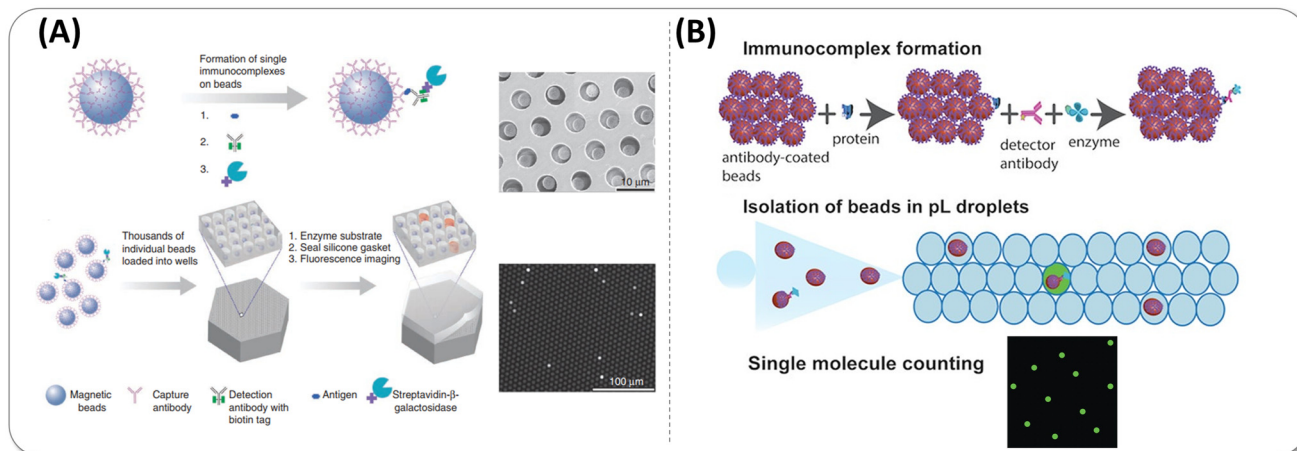 (A)
Formation of single
immunocomplexes
on beads
1.
2.
3.
10 μm
Thousands of
individual beads
loaded into wells
1. Enzyme substrate
2. Seal silicone gasket
3. Fluorescence imaging
100 μm
Magnetic
beads
Capture
antibody
Detection
antibody with
biotin tag
Antigen
Streptavidin-β-
galactosidase
(B)
Immunocomplex formation
antibody-coated
beads
protein
detector
antibody
enzyme
Isolation of beads in pL droplets
Single molecule counting